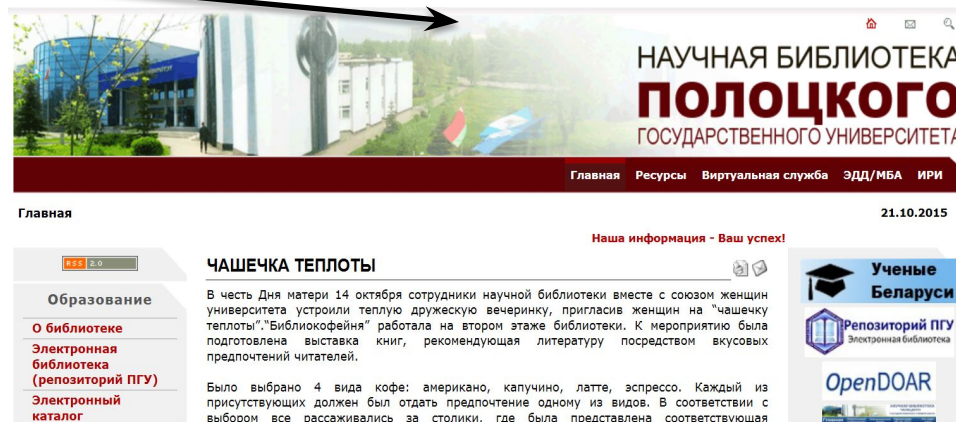 НАУЧНАЯ БИБЛИОТЕКА
ПОЛОЦКОГО
ГОСУДАРСТВЕННОГО УНИВЕРСИТЕТА
Главная Ресурсы Виртуальная служба ЭДД/МБА ИРИ
Главная
21.10.2015
Наша информация - Ваш успех!
RSS 2.0
Образование
О библиотеке
Электронная
библиотека
(репозиторий ПГУ)
Электронный
каталог
ЧАШЕЧКА ТЕПЛОТЫ
В честь Дня матери 14 октября сотрудники научной библиотеки вместе с союзом женщин
университета устроили теплую дружескую вечеринку, пригласив женщин на "чашечку
теплоты"."Библиокофейня" работала на втором этаже библиотеки. К мероприятию была
подготовлена выставка книг, рекомендующая литературу посредством вкусовых
предпочтений читателей.
Было выбрано 4 вида кофе: американо, капучино, латте, эспрессо. Каждый из
присутствующих должен был отдать предпочтение одному из видов. В соответствии с
выбором все рассаживались за столики, где была представлена соответствующая
Ученые
Беларуси
Репозиторий ПГУ
Электронная библиотека
OpenDOAR